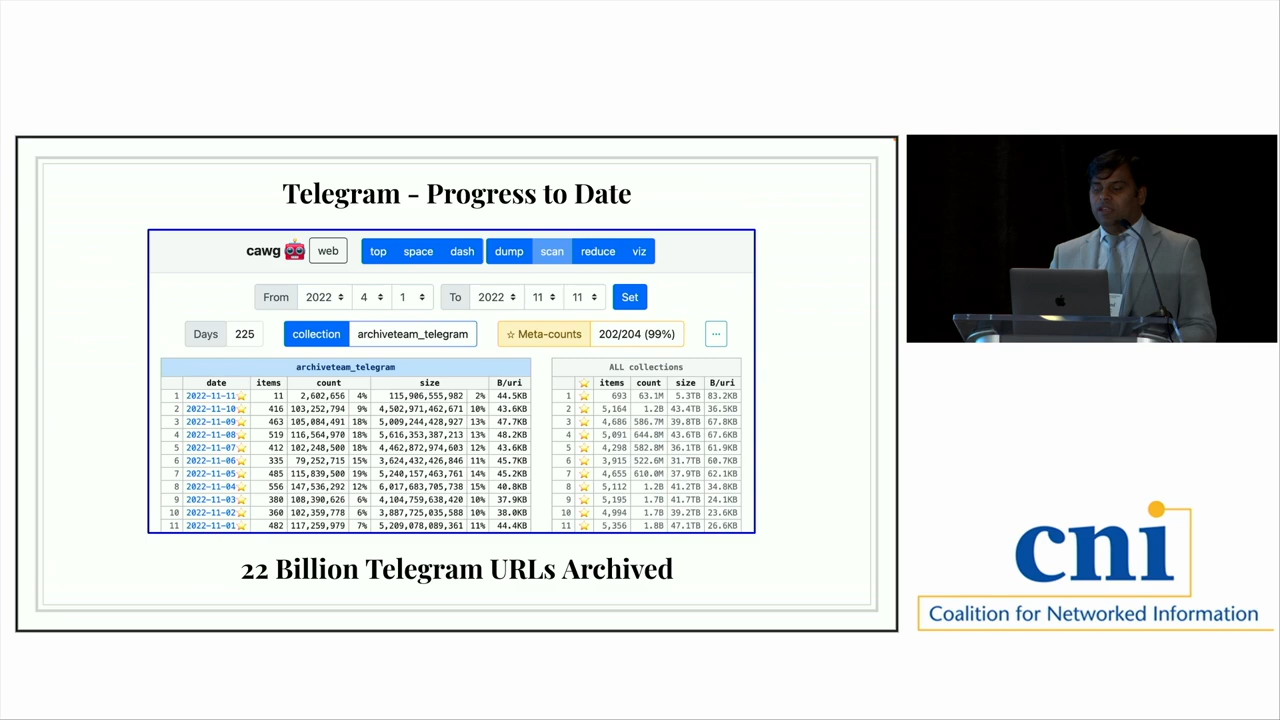 Telegram - Progress to Date
cawg web top space dash dump scan reduce viz
From 2022 4 1 To 2022 11 11 Set
Days 225 collection archiveteam_telegram ☆ Meta-counts 202/204 (99%) ...
archiveteam_telegram ALL collections
date items count size B/uri items count size B/uri
1 2022-11-11 11 2,602,656 4% 115,906,555,982 2% 44.5KB 1 693 63.1M 5.3TB 83.2KB
2 2022-11-10 416 103,252,794 9% 4,502,971,462,671 10% 43.6KB 2 5,164 1.2B 43.4TB 36.5KB
3 2022-11-09 463 105,084,491 18% 5,009,244,428,927 13% 47.7KB 3 4,686 586.7M 39.8TB 67.8KB
4 2022-11-08 519 116,564,970 18% 5,616,353,387,213 13% 48.2KB 4 5,091 644.8M 43.6TB 67.6KB
5 2022-11-07 412 102,248,500 18% 4,462,872,974,603 12% 43.6KB 5 4,298 582.8M 36.1TB 61.9KB
6 2022-11-06 335 79,252,715 15% 3,624,432,426,846 11% 45.7KB 6 3,915 522.6M 31.7TB 60.7KB
7 2022-11-05 485 115,839,500 19% 5,240,157,463,761 14% 45.2KB 7 4,655 610.0M 37.9TB 62.1KB
8 2022-11-04 556 147,536,292 12% 6,017,683,705,738 15% 40.8KB 8 5,112 1.2B 41.2TB 34.8KB
9 2022-11-03 380 108,390,626 6% 4,104,759,638,420 10% 37.9KB 9 5,195 1.7B 41.7TB 24.1KB
10 2022-11-02 360 102,359,778 6% 3,887,725,035,588 10% 38.0KB 10 4,994 1.7B 39.2TB 23.6KB
11 2022-11-01 482 117,259,979 7% 5,209,078,089,361 11% 44.4KB 11 5,356 1.8B 47.1TB 26.6KB
22 Billion Telegram URLs Archived
cni
Coalition for Networked Information